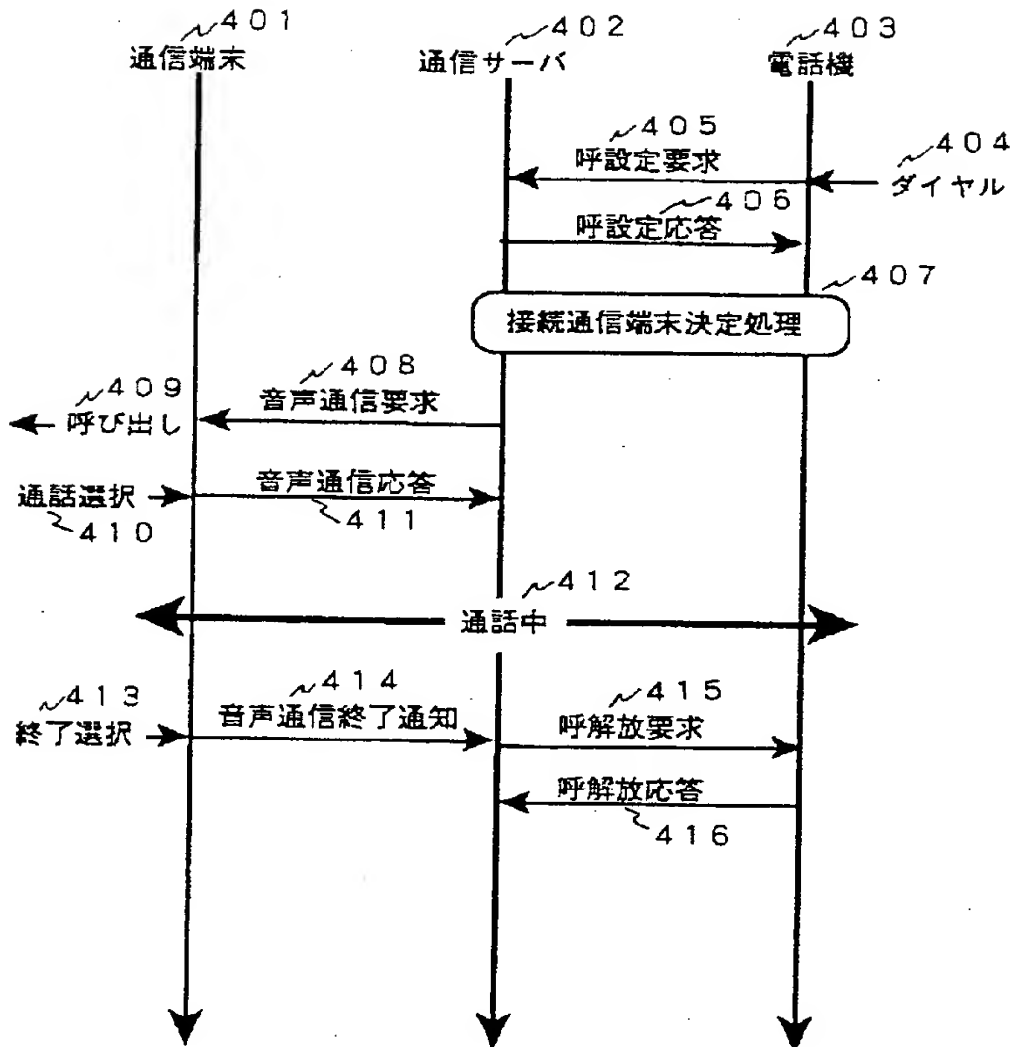 401
通信端末
402
通信サーバ
403
電話機
404
ダイヤル
405
呼設定要求
406
呼設定応答
407
接続通信端末決定処理
408
音声通信要求
409
呼び出し
通話選択
410
音声通信応答
411
412
通話中
413
終了選択
414
音声通信終了通知
415
呼解放要求
呼解放応答
416